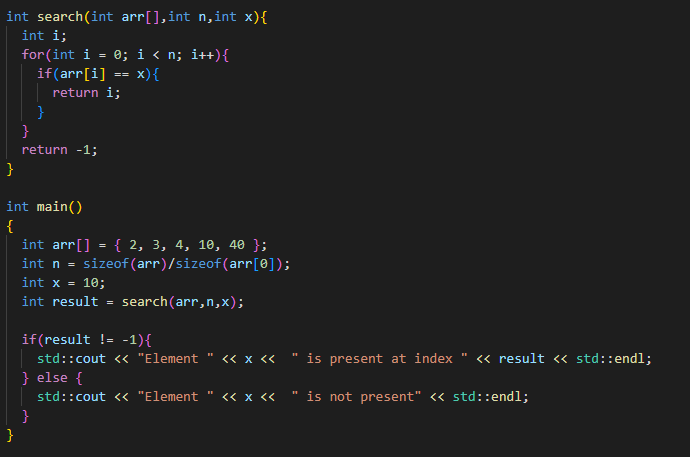 int search(int arr[],int n,int x){
  int i;
  for(int i = 0; i < n; i++){
    if(arr[i] == x){
      return i;
    }
  }
  return -1;
}

int main()
{
  int arr[] = { 2, 3, 4, 10, 40 };
  int n = sizeof(arr)/sizeof(arr[0]);
  int x = 10;
  int result = search(arr,n,x);

  if(result != -1){
    std::cout << "Element " << x <<  " is present at index " << result << std::endl;
  } else {
    std::cout << "Element " << x <<  " is not present" << std::endl;
  }
}